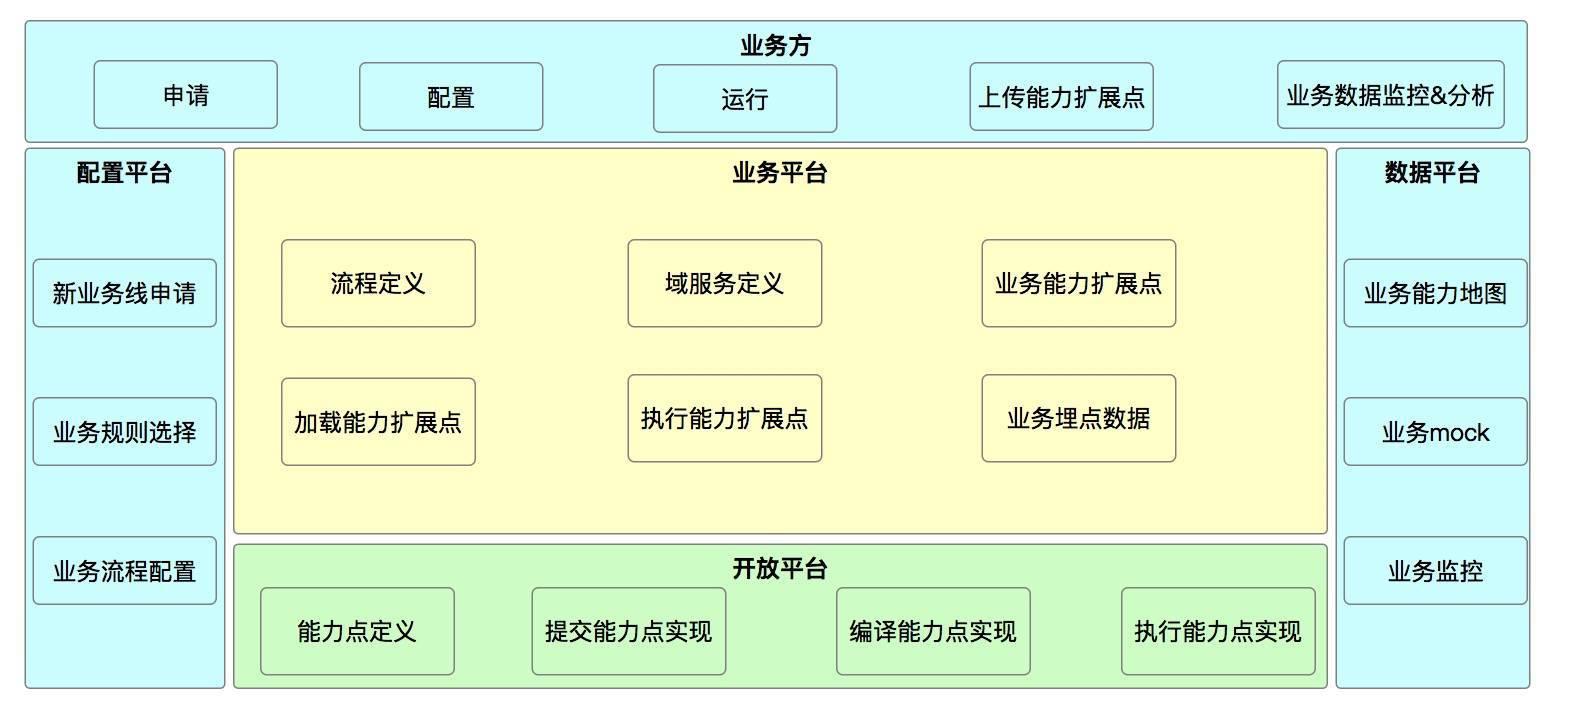 业务方
申请
配置
运行
上传能力扩展点
业务数据监控&分析
配置平台
新业务线申请
业务规则选择
业务流程配置
业务平台
流程定义
域服务定义
业务能力扩展点
加载能力扩展点
执行能力扩展点
业务埋点数据
数据平台
业务能力地图
业务mock
业务监控
开放平台
能力点定义
提交能力点实现
编译能力点实现
执行能力点实现